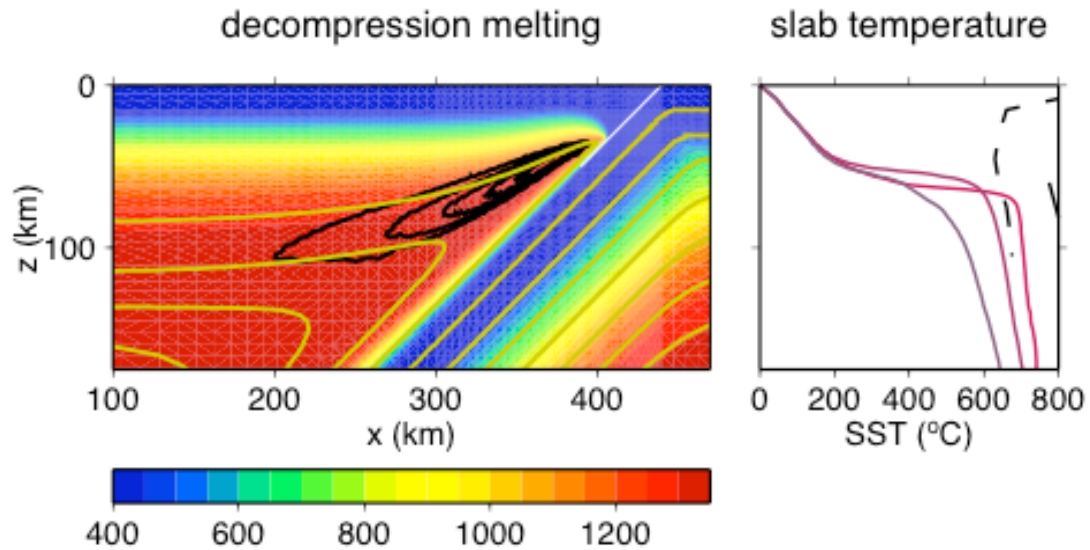 decompression melting
slab temperature
0
100
z (km)
100 200 300 400
x (km)
0 200 400 600 800
SST (°C)
400 600 800 1000 1200